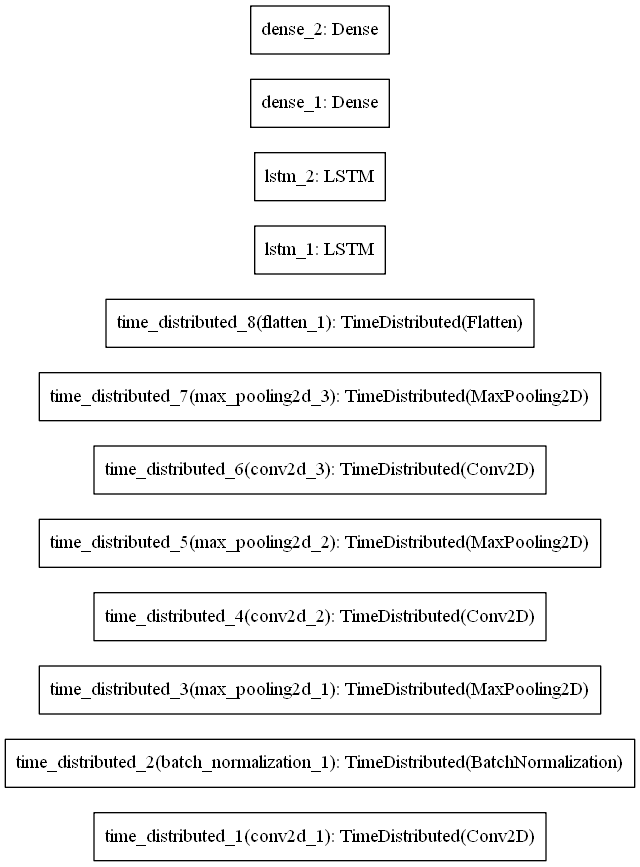 dense_2: Dense
dense_1: Dense
lstm_2: LSTM
lstm_1: LSTM
time_distributed_8(flatten_1): TimeDistributed(Flatten)
time_distributed_7(max_pooling2d_3): TimeDistributed(MaxPooling2D)
time_distributed_6(conv2d_3): TimeDistributed(Conv2D)
time_distributed_5(max_pooling2d_2): TimeDistributed(MaxPooling2D)
time_distributed_4(conv2d_2): TimeDistributed(Conv2D)
time_distributed_3(max_pooling2d_1): TimeDistributed(MaxPooling2D)
time_distributed_2(batch_normalization_1): TimeDistributed(BatchNormalization)
time_distributed_1(conv2d_1): TimeDistributed(Conv2D)